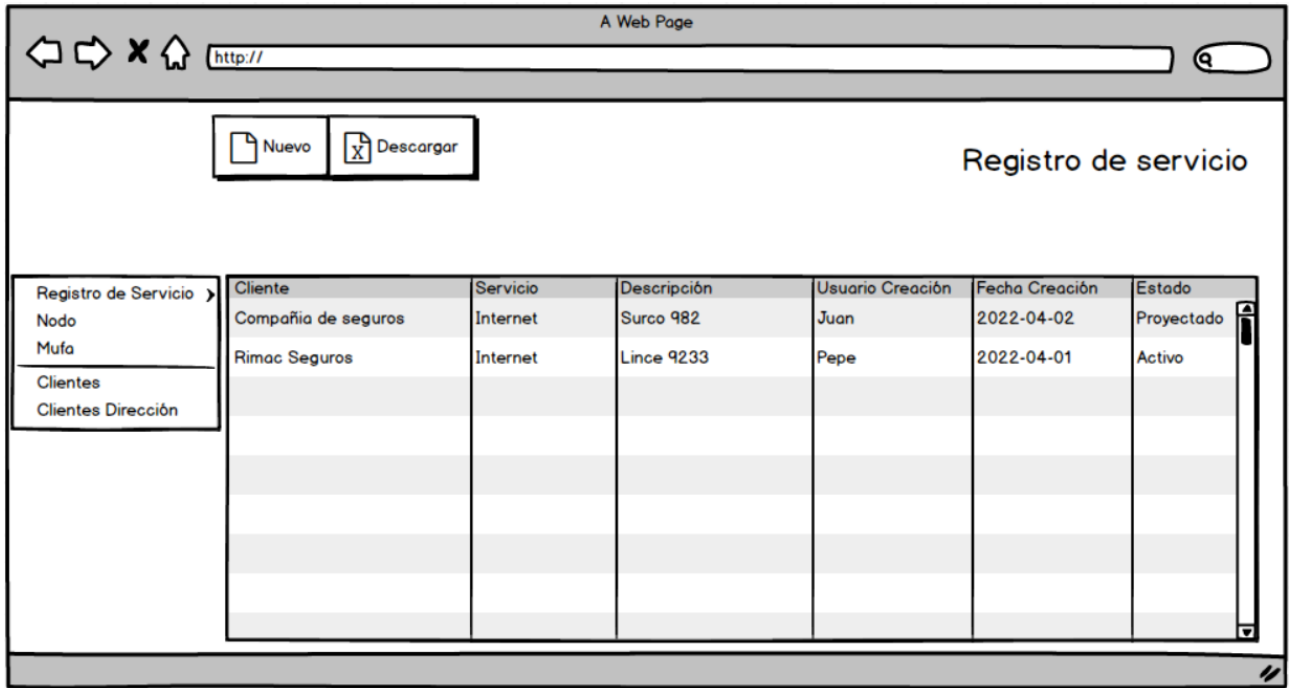 A Web Page
http://
Nuevo Descargar
Registro de servicio
Registro de Servicio
Nodo
Mufa
Clientes
Clientes Dirección
Cliente Servicio Descripción Usuario Creación Fecha Creación Estado
Compañia de seguros Internet Surco 982 Juan 2022-04-02 Proyectado
Rimac Seguros Internet Lince 9233 Pepe 2022-04-01 Activo